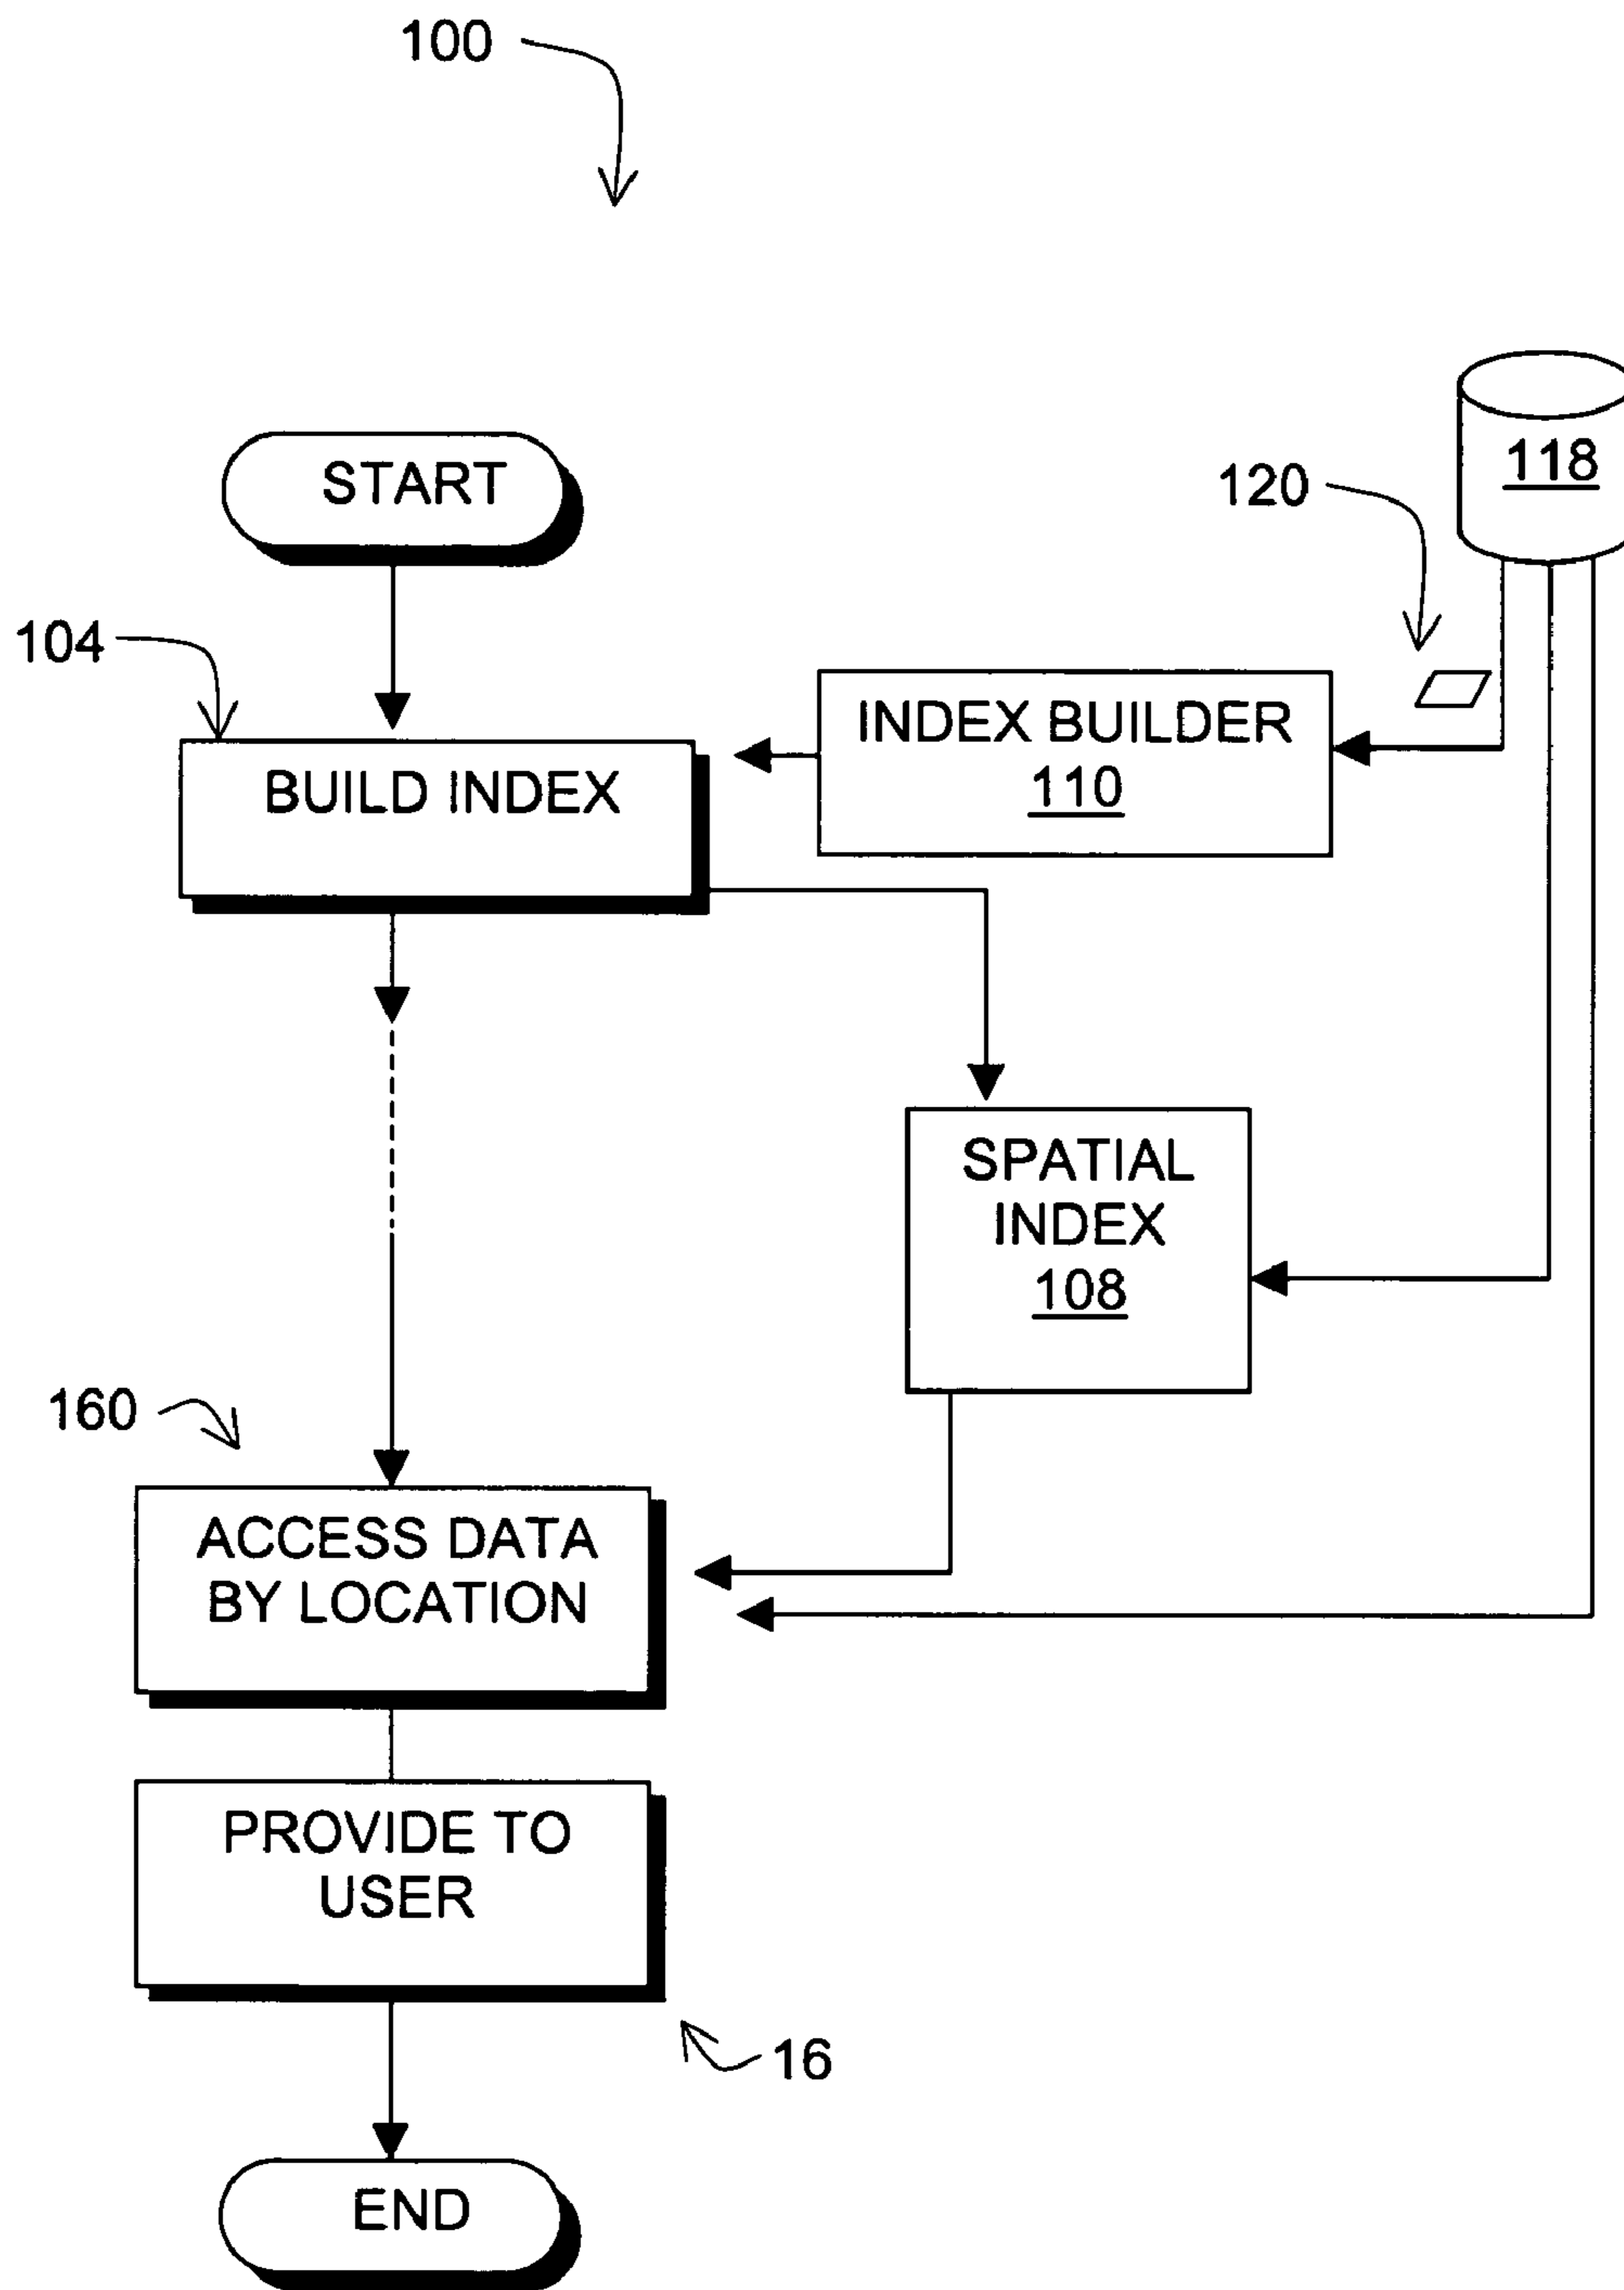 100
118
START
120
104
INDEX BUILDER
110
BUILD INDEX
SPATIAL
INDEX
108
160
ACCESS DATA
BY LOCATION
PROVIDE TO
USER
16
END